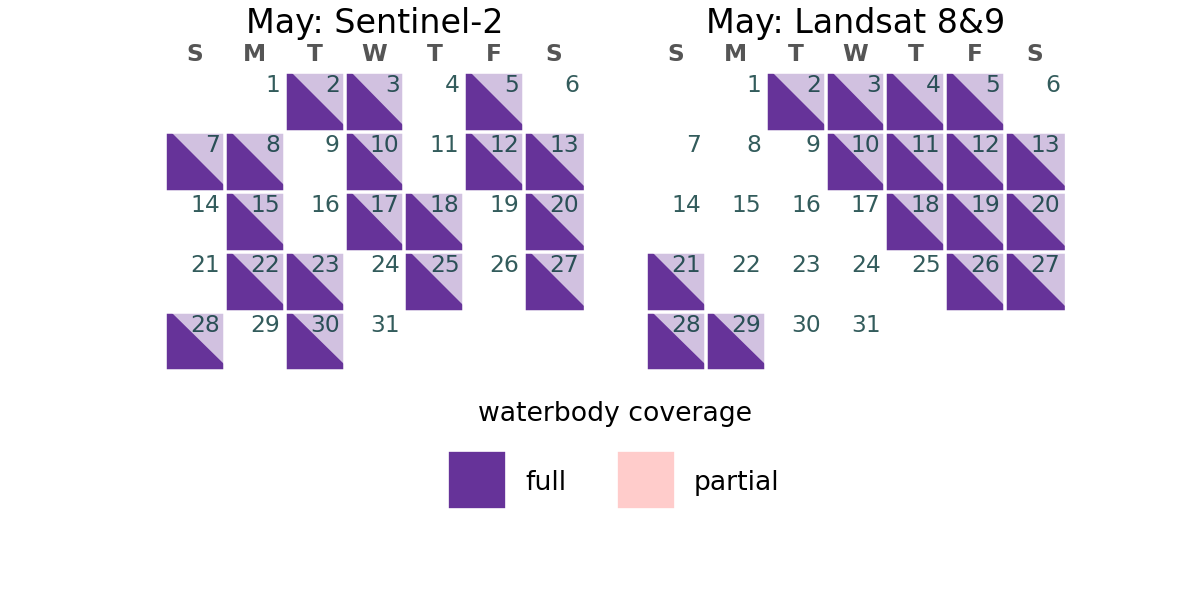 May: Sentinel-2
S M T W T F S
1 2 3 4 5 6
7 8 9 10 11 12 13
14 15 16 17 18 19 20
21 22 23 24 25 26 27
28 29 30 31
May: Landsat 8&9
S M T W T F S
1 2 3 4 5 6
7 8 9 10 11 12 13
14 15 16 17 18 19 20
21 22 23 24 25 26 27
28 29 30 31
waterbody coverage
full partial